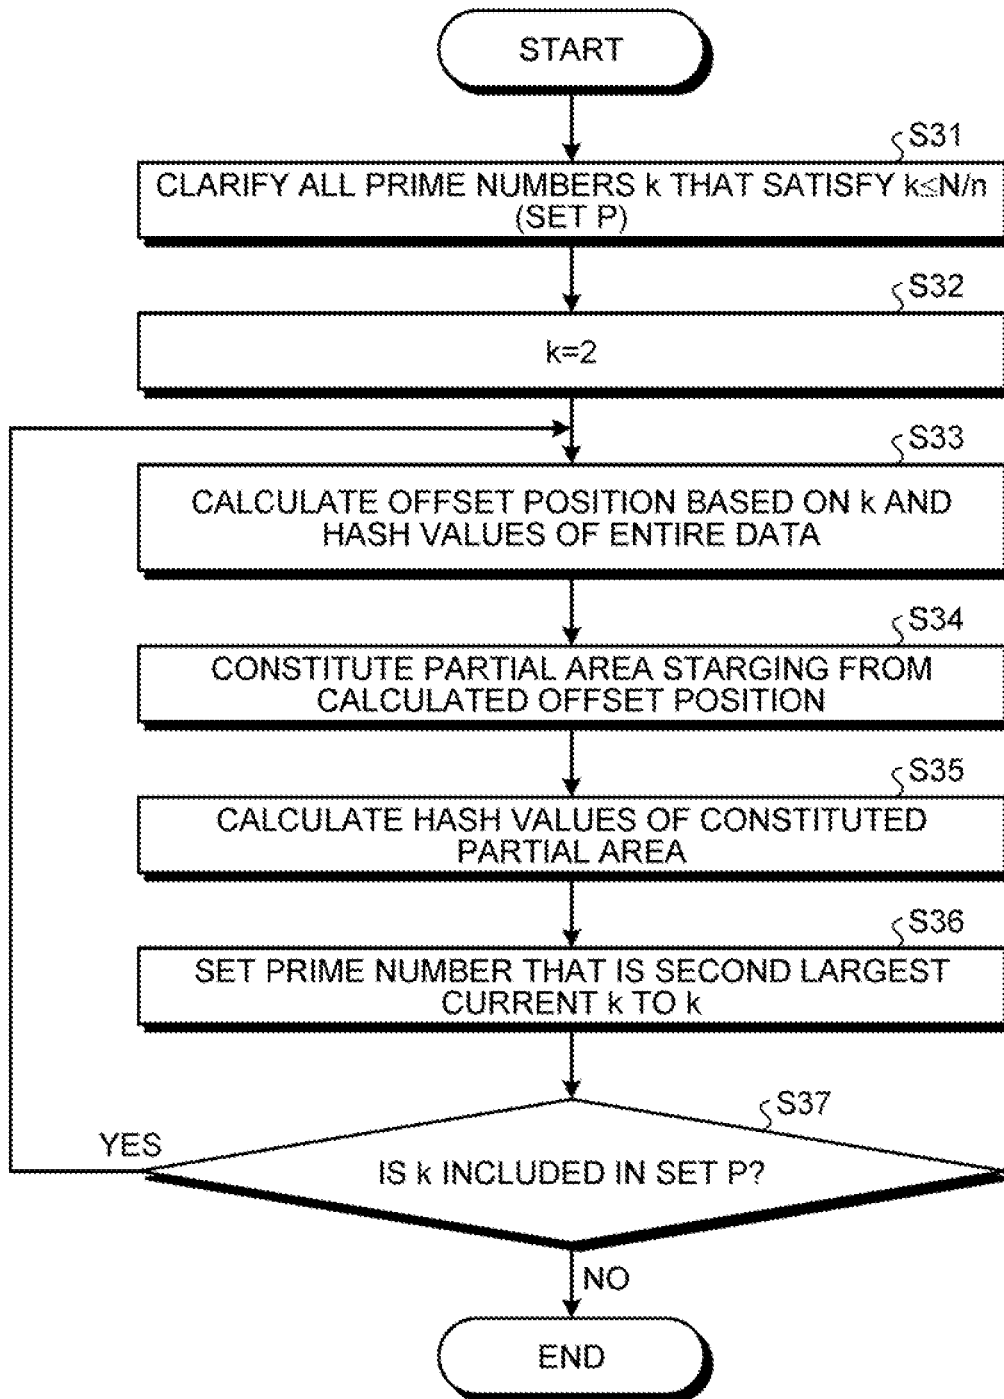 START
S31
CLARIFY ALL PRIME NUMBERS k THAT SATISFY k≤N/n
(SET P)
S32
k=2
S33
CALCULATE OFFSET POSITION BASED ON k AND
HASH VALUES OF ENTIRE DATA
S34
CONSTITUTE PARTIAL AREA STARGING FROM
CALCULATED OFFSET POSITION
S35
CALCULATE HASH VALUES OF CONSTITUTED
PARTIAL AREA
S36
SET PRIME NUMBER THAT IS SECOND LARGEST
CURRENT k TO k
S37
YES
IS k INCLUDED IN SET P?
NO
END